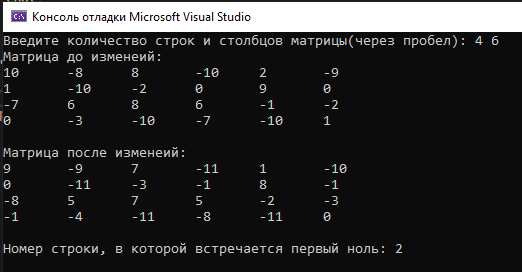 Консоль отладки Microsoft Visual Studio
Введите количество строк и столбцов матрицы(через пробел): 4 6
Матрица до изменеий:
10 -8 8 -10 2 -9
1 -10 -2 0 9 0
-7 6 8 6 -1 -2
0 -3 -10 -7 -10 1
Матрица после изменеий:
9 -9 7 -11 1 -10
0 -11 -3 -1 8 -1
-8 5 7 5 -2 -3
-1 -4 -11 -8 -11 0
Номер строки, в которой встречается первый ноль: 2